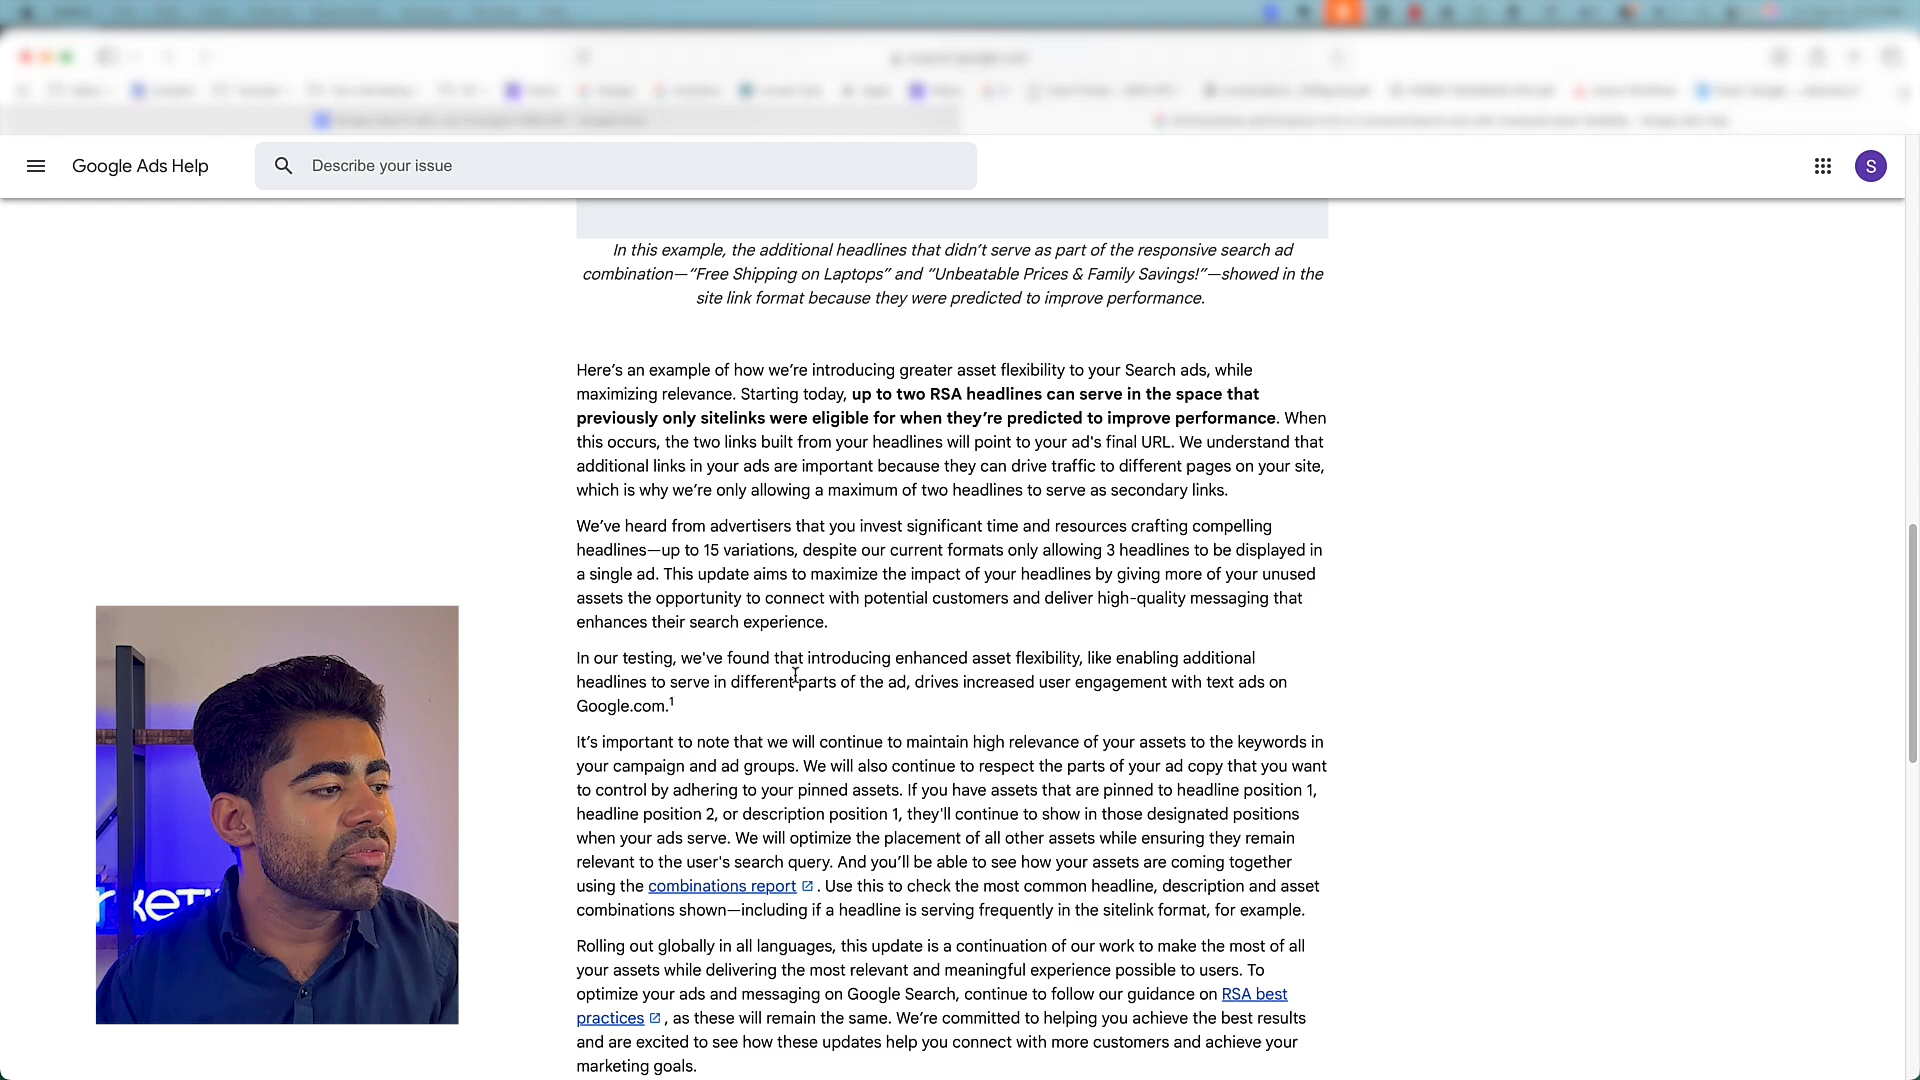 Google Ads Help
Describe your issue
S
In this example, the additional headlines that didn’t serve as part of the responsive search ad
combination—“Free Shipping on Laptops” and “Unbeatable Prices & Family Savings!”—showed in the
site link format because they were predicted to improve performance.
Here’s an example of how we’re introducing greater asset flexibility to your Search ads, while
maximizing relevance. Starting today, up to two RSA headlines can serve in the space that
previously only sitelinks were eligible for when they’re predicted to improve performance. When
this occurs, the two links built from your headlines will point to your ad's final URL. We understand that
additional links in your ads are important because they can drive traffic to different pages on your site,
which is why we’re only allowing a maximum of two headlines to serve as secondary links.
We’ve heard from advertisers that you invest significant time and resources crafting compelling
headlines—up to 15 variations, despite our current formats only allowing 3 headlines to be displayed in
a single ad. This update aims to maximize the impact of your headlines by giving more of your unused
assets the opportunity to connect with potential customers and deliver high-quality messaging that
enhances their search experience.
In our testing, we've found that introducing enhanced asset flexibility, like enabling additional
headlines to serve in different parts of the ad, drives increased user engagement with text ads on
Google.com.1
It’s important to note that we will continue to maintain high relevance of your assets to the keywords in
your campaign and ad groups. We will also continue to respect the parts of your ad copy that you want
to control by adhering to your pinned assets. If you have assets that are pinned to headline position 1,
headline position 2, or description position 1, they'll continue to show in those designated positions
when your ads serve. We will optimize the placement of all other assets while ensuring they remain
relevant to the user's search query. And you’ll be able to see how your assets are coming together
using the combinations report . Use this to check the most common headline, description and asset
combinations shown—including if a headline is serving frequently in the sitelink format, for example.
Rolling out globally in all languages, this update is a continuation of our work to make the most of all
your assets while delivering the most relevant and meaningful experience possible to users. To
optimize your ads and messaging on Google Search, continue to follow our guidance on RSA best
practices , as these will remain the same. We’re committed to helping you achieve the best results
and are excited to see how these updates help you connect with more customers and achieve your
marketing goals.